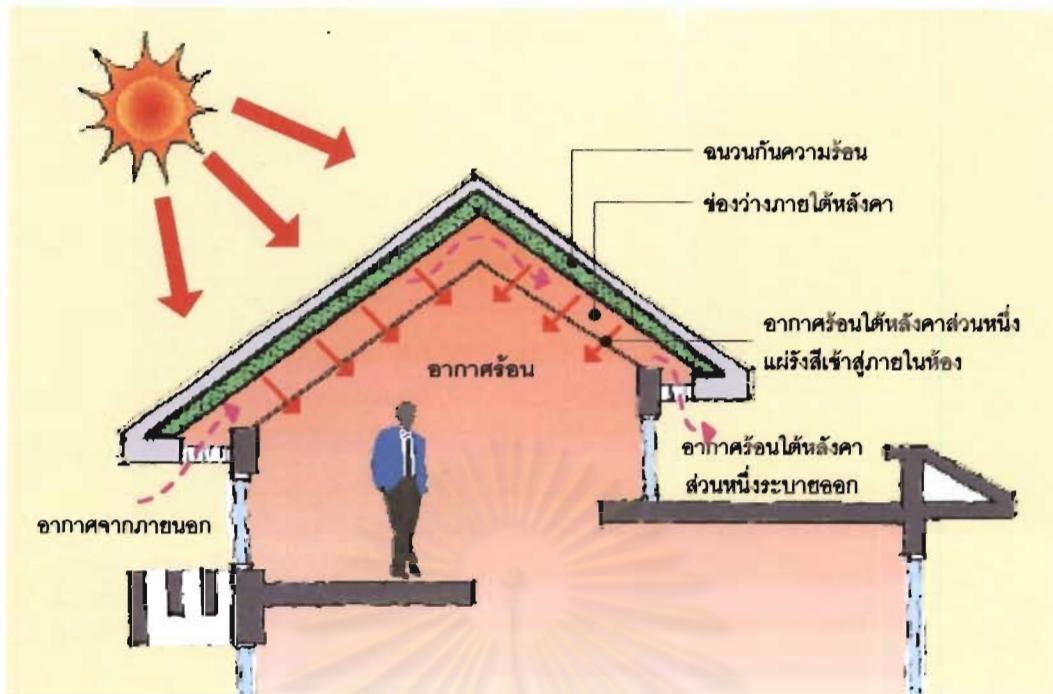 ฉนวนกันความร้อน
ช่องว่างภายใต้หลังคา
อากาศร้อนใต้หลังคาส่วนหนึ่ง
แผ่รังสีเข้าสู่ภายในห้อง
อากาศร้อน
อากาศร้อนใต้หลังคา
ส่วนหนึ่งระบายออก
อากาศจากภายนอก